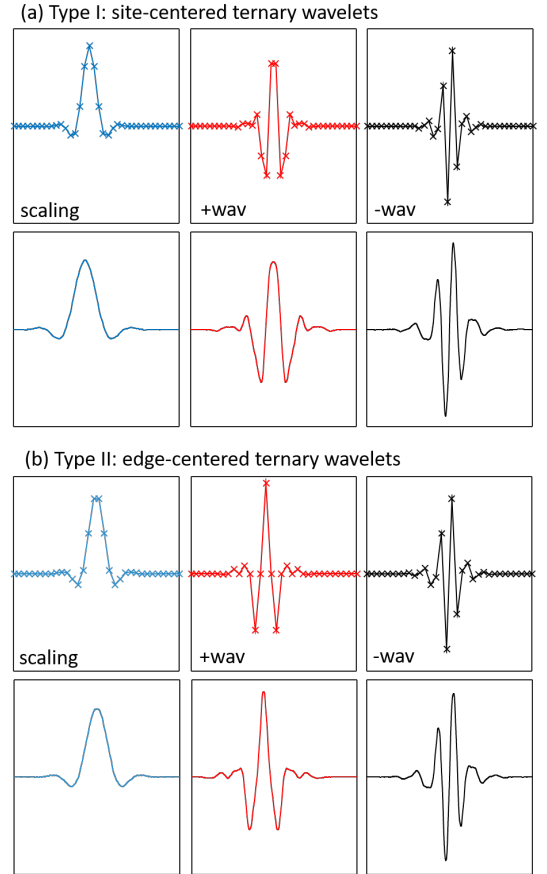 (a) Type I: site-centered ternary wavelets
scaling
+wav
-wav
(b) Type II: edge-centered ternary wavelets
scaling
+wav
-wav